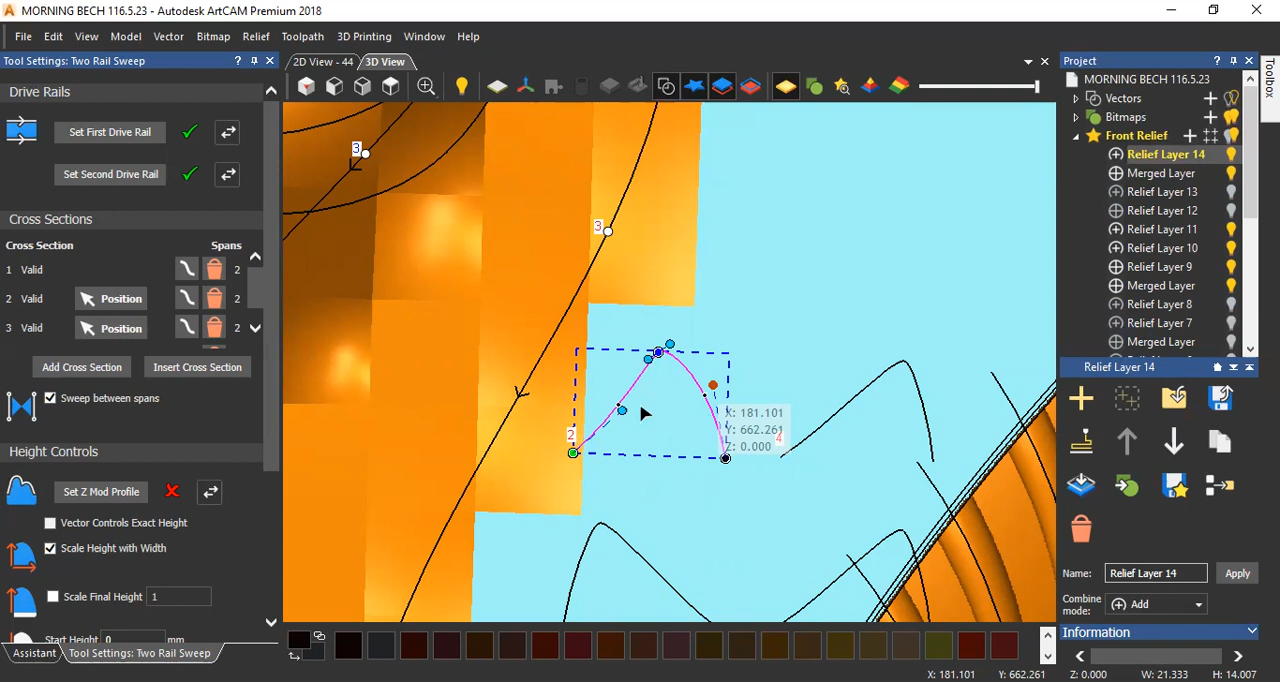 MORNING BECH 116.5.23 - Autodesk ArtCAM Premium 2018
File Edit View Model Vector Bitmap Relief Toolpath 3D Printing Window Help
Tool Settings: Two Rail Sweep ?
2D View - 44 3D View
Project ?
Toolbox
Drive Rails
Set First Drive Rail
Set Second Drive Rail
Cross Sections
Cross Section Spans
1 Valid 2
2 Valid Position 2
3 Valid Position 2
Add Cross Section Insert Cross Section
Sweep between spans
Height Controls
Set Z Mod Profile
Vector Controls Exact Height
Scale Height with Width
Scale Final Height 1
Start Height 0 mm
Assistant Tool Settings: Two Rail Sweep
3
3
2
4
X: 181.101
Y: 662.261
Z: 0.000
MORNING BECH 116.5.23
Vectors
Bitmaps
Front Relief
Relief Layer 14
Merged Layer
Relief Layer 13
Relief Layer 12
Relief Layer 11
Relief Layer 10
Relief Layer 9
Merged Layer
Relief Layer 8
Relief Layer 7
Merged Layer
Relief Layer 14
Name: Relief Layer 14 Apply
Combine mode: Add
Information
X: 181.101 Y: 662.261 Z: 0.000 W: 21.333 H: 14.007